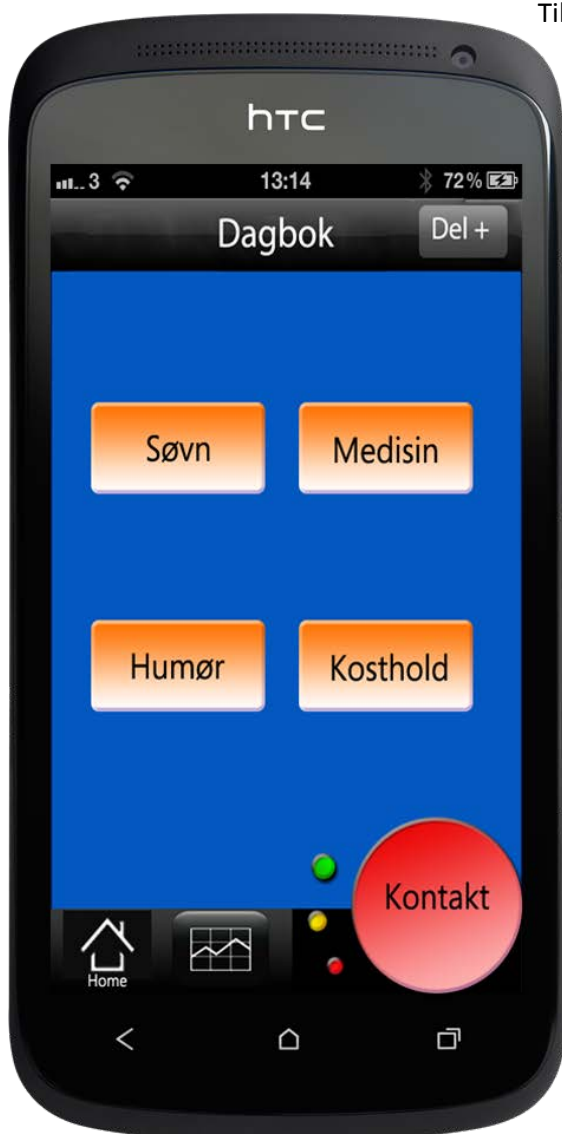 Til
hTC
3 13:14 72%
Dagbok Del +
Søvn Medisin
Humør Kosthold
Kontakt
Home